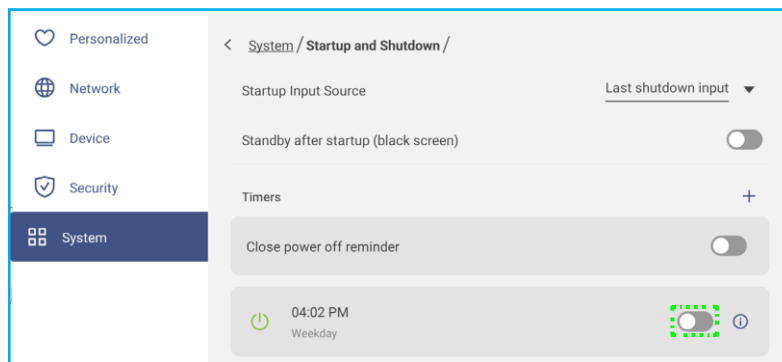 Personalized
Network
Device
Security
System
System / Startup and Shutdown /
Startup Input Source Last shutdown input
Standby after startup (black screen)
Timers
Close power off reminder
04:02 PM
Weekday